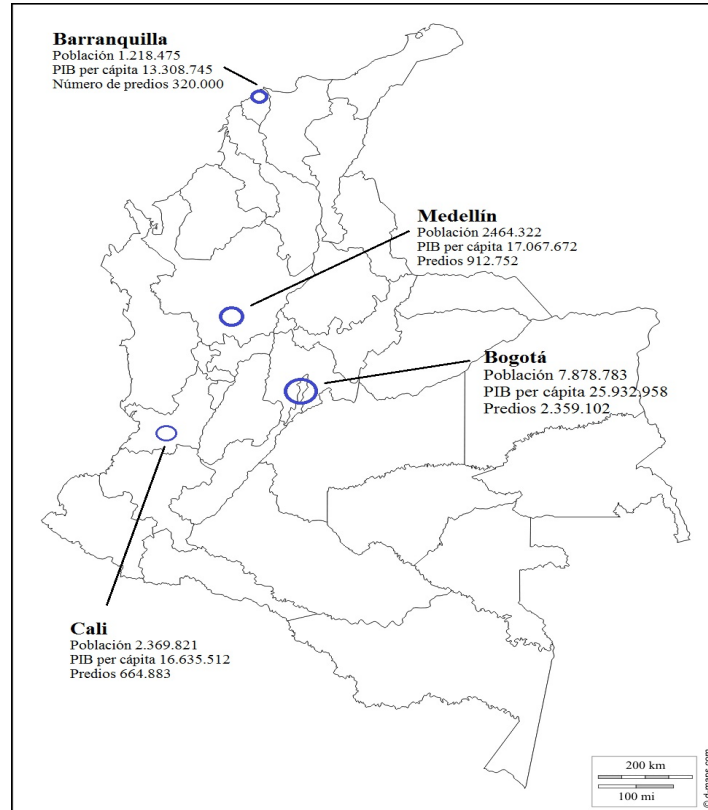 Barranquilla
Población 1.218.475
PIB per cápita 13.308.745
Número de predios 320.000
Medellín
Población 2464.322
PIB per cápita 17.067.672
Predios 912.752
Bogotá
Población 7.878.783
PIB per cápita 25.932.958
Predios 2.359.102
Cali
Población 2.369.821
PIB per cápita 16.635.512
Predios 664.883
200 km
100 mi
© d-maps.com